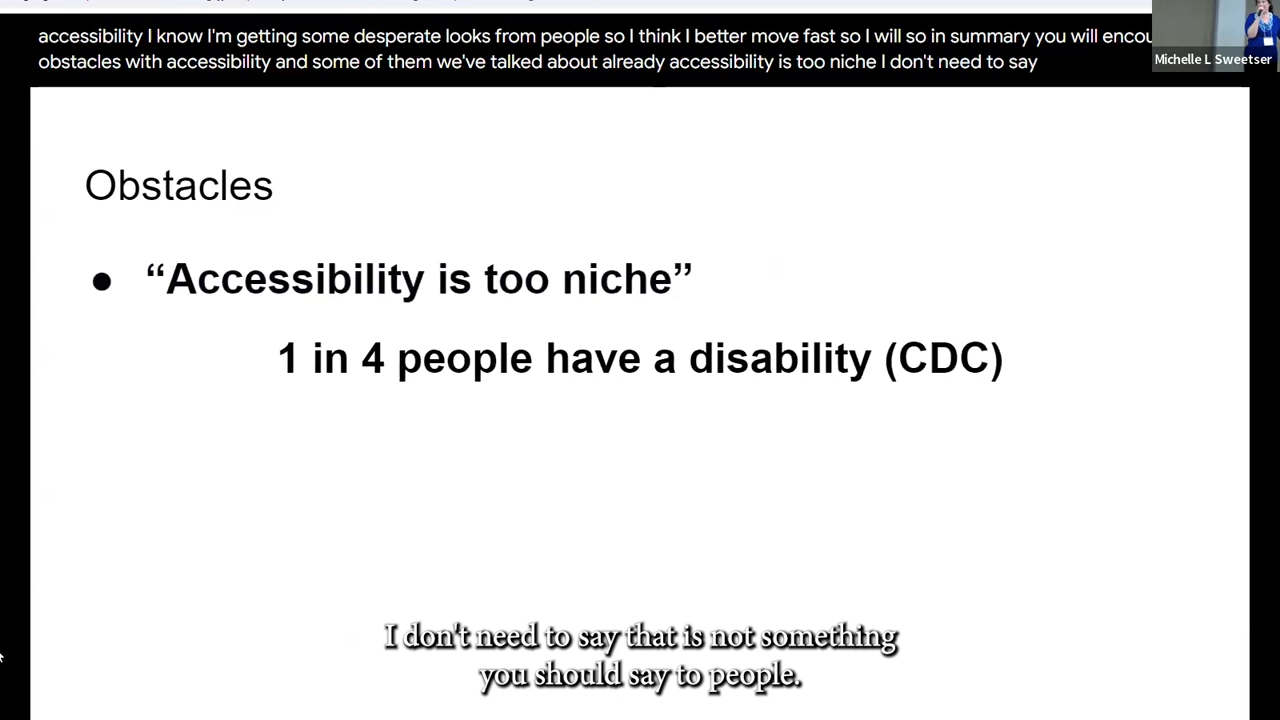 accessibility I know I'm getting some desperate looks from people so I think I better move fast so I will so in summary you will
obstacles with accessibility and some of them we've talked about already accessibility is too niche I don't need to say
Michelle L Sweetser
Obstacles
● “Accessibility is too niche”
1 in 4 people have a disability (CDC)
I don't need to say that is not something
you should say to people.